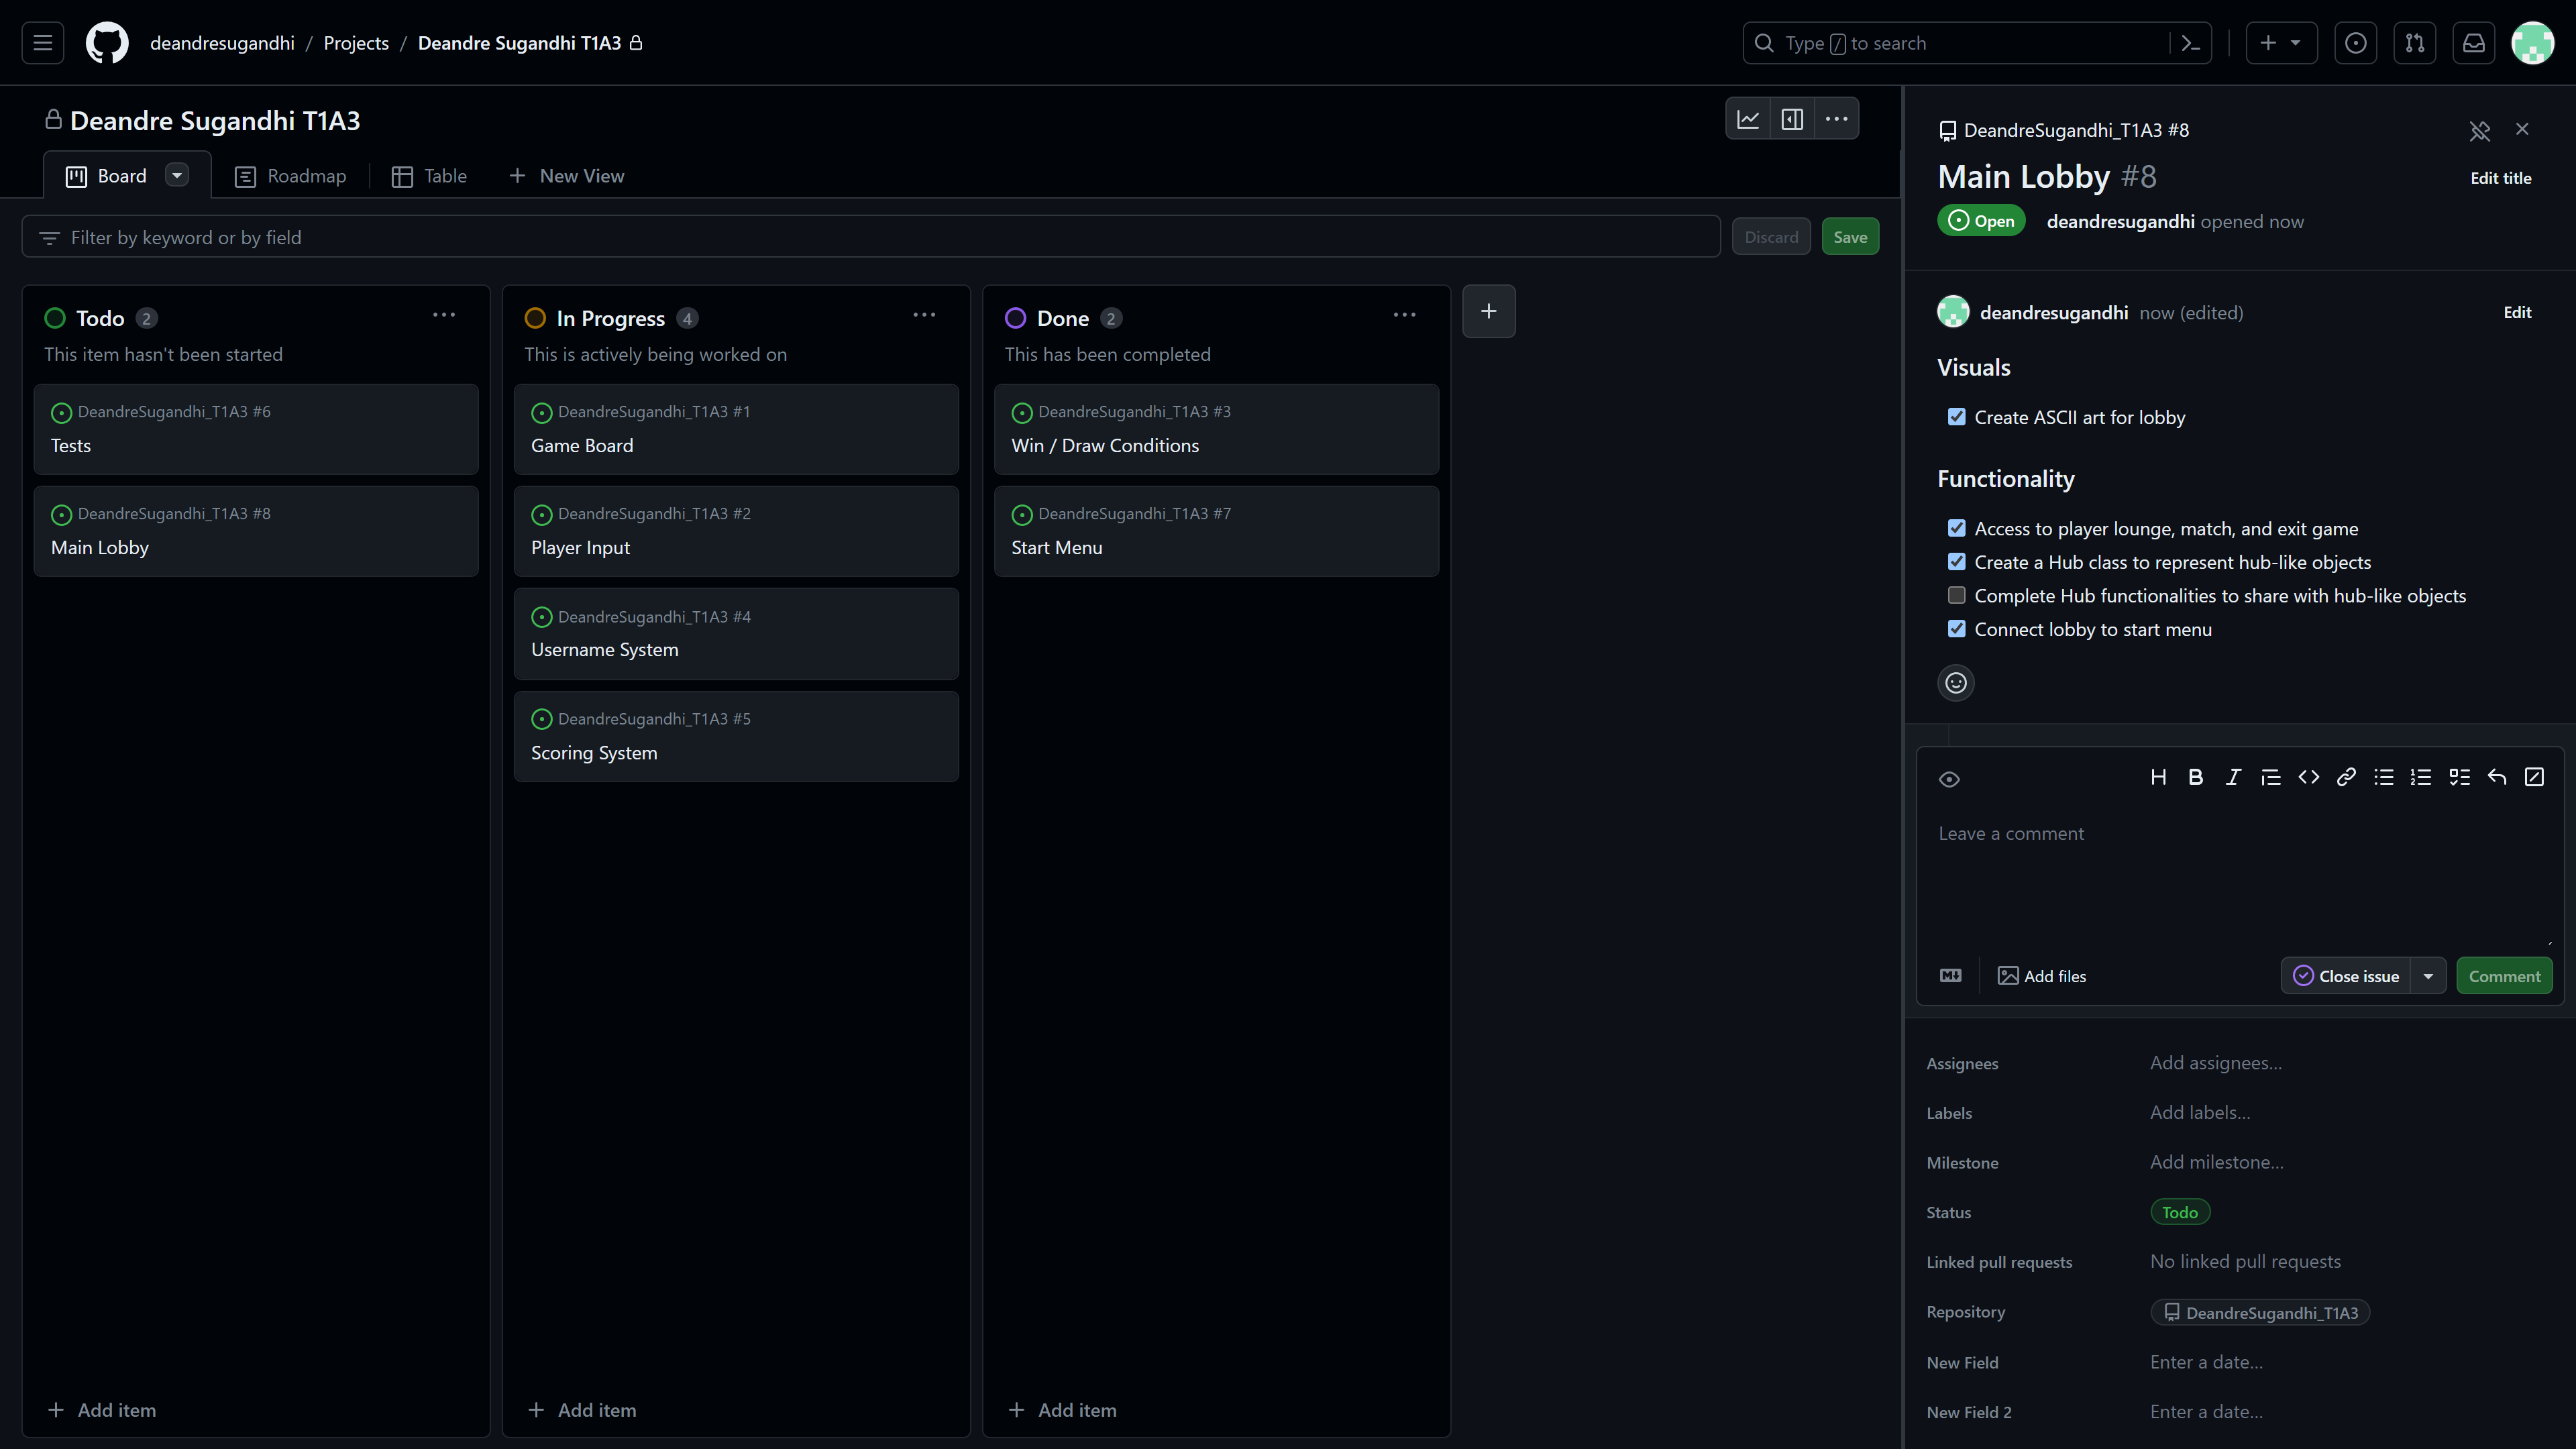 deandresugandhi / Projects / Deandre Sugandhi T1A3
Type / to search
Deandre Sugandhi T1A3
Board
Roadmap
Table
New View
Filter by keyword or by field
Discard
Save
Todo 2
This item hasn't been started
DeandreSugandhi_T1A3 #6
Tests
DeandreSugandhi_T1A3 #8
Main Lobby
Add item
In Progress 4
This is actively being worked on
DeandreSugandhi_T1A3 #1
Game Board
DeandreSugandhi_T1A3 #2
Player Input
DeandreSugandhi_T1A3 #4
Username System
DeandreSugandhi_T1A3 #5
Scoring System
Add item
Done 2
This has been completed
DeandreSugandhi_T1A3 #3
Win / Draw Conditions
DeandreSugandhi_T1A3 #7
Start Menu
Add item
DeandreSugandhi_T1A3 #8
Main Lobby #8
Edit title
Open
deandresugandhi opened now
deandresugandhi now (edited)
Edit
Visuals
Create ASCII art for lobby
Functionality
Access to player lounge, match, and exit game
Create a Hub class to represent hub-like objects
Complete Hub functionalities to share with hub-like objects
Connect lobby to start menu
Leave a comment
Add files
Close issue
Comment
Assignees Add assignees...
Labels Add labels...
Milestone Add milestone...
Status Todo
Linked pull requests No linked pull requests
Repository DeandreSugandhi_T1A3
New Field Enter a date...
New Field 2 Enter a date...